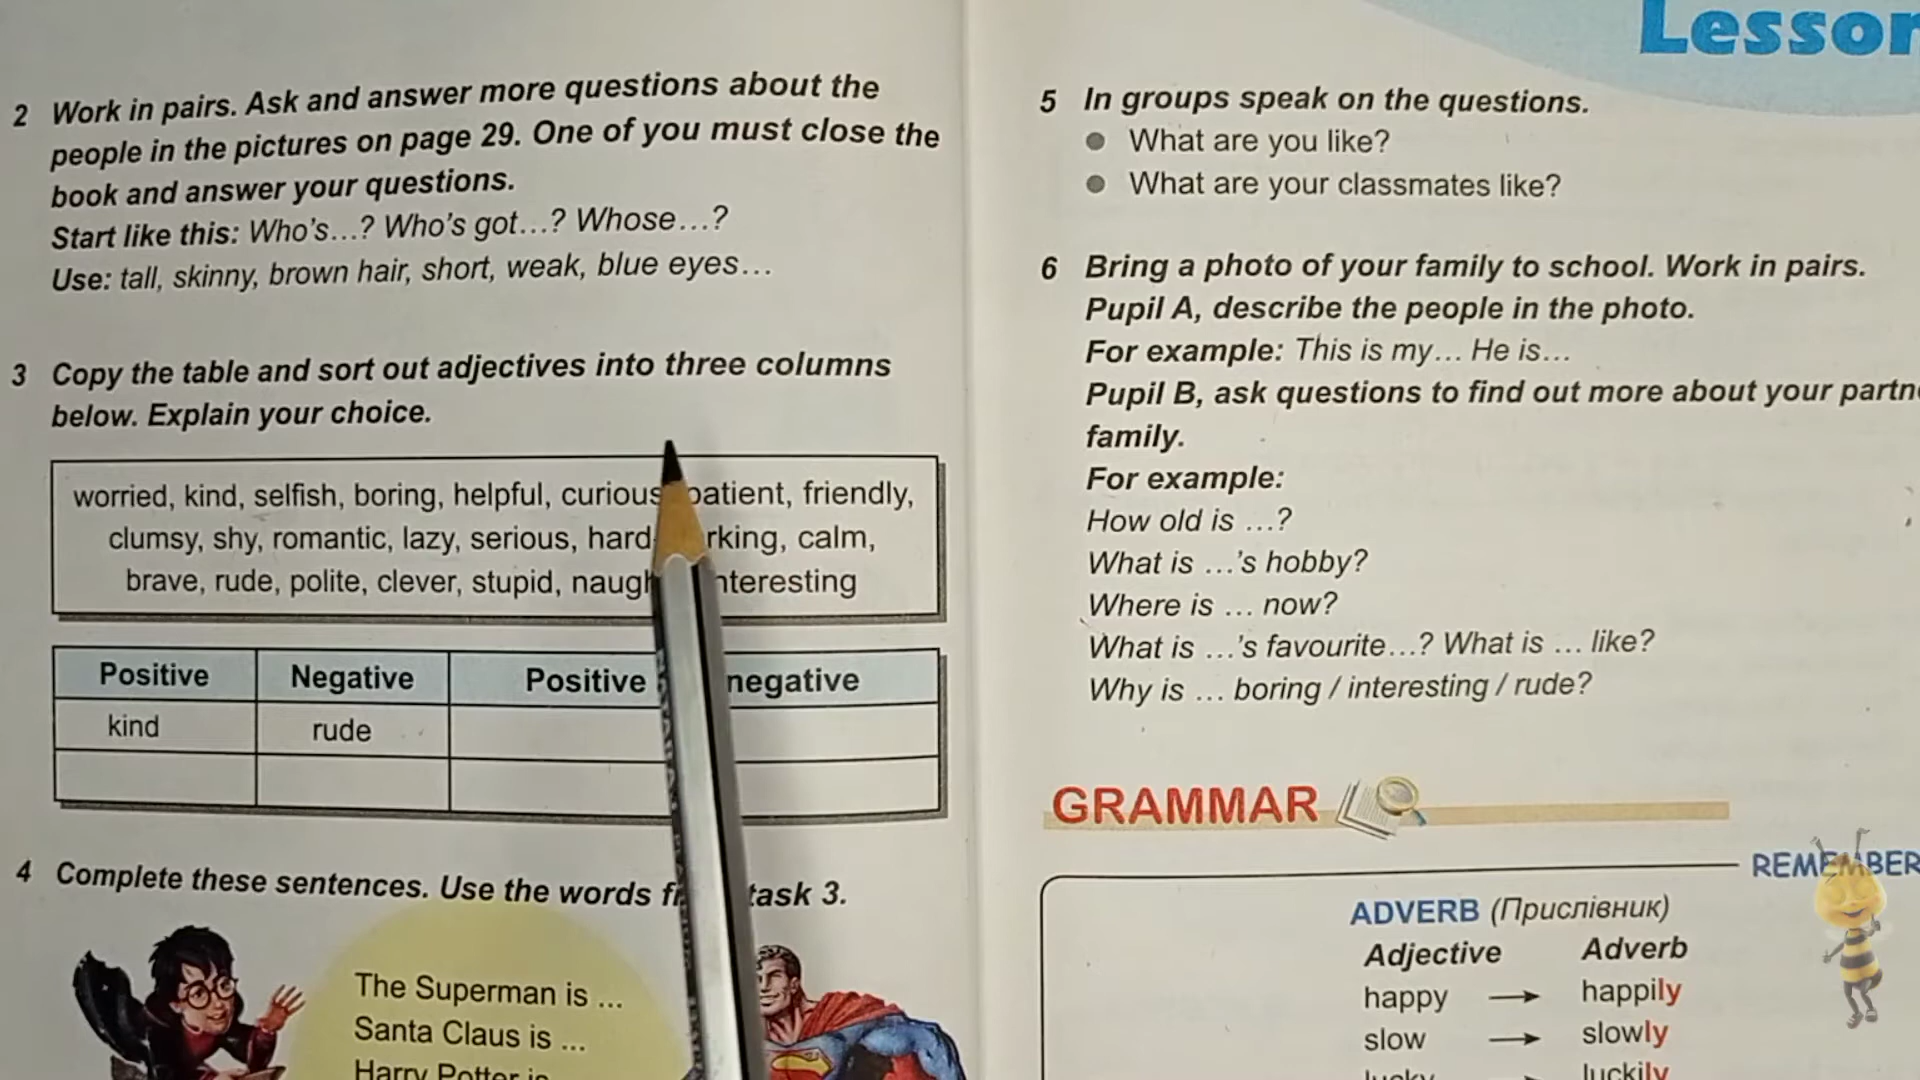 2 Work in pairs. Ask and answer more questions about the
people in the pictures on page 29. One of you must close the
book and answer your questions.
Start like this: Who's…? Who's got…? Whose…?
Use: tall, skinny, brown hair, short, weak, blue eyes…
3 Copy the table and sort out adjectives into three columns
below. Explain your choice.
worried, kind, selfish, boring, helpful, curious patient, friendly,
clumsy, shy, romantic, lazy, serious, hard rking, calm,
brave, rude, polite, clever, stupid, naugh nteresting
Positive Negative Positive negative
kind rude
4 Complete these sentences. Use the words task 3.
The Superman is ...
Santa Claus is ...
Harry Potter is
Lesson
5 In groups speak on the questions.
What are you like?
What are your classmates like?
6 Bring a photo of your family to school. Work in pairs.
Pupil A, describe the people in the photo.
For example: This is my… He is…
Pupil B, ask questions to find out more about your partne
family.
For example:
How old is …?
What is …'s hobby?
Where is … now?
What is …'s favourite…? What is … like?
Why is … boring / interesting / rude?
GRAMMAR
REMEMBER
ADVERB (Прислівник)
Adjective Adverb
happy → happily
slow → slowly
lucky → luckily